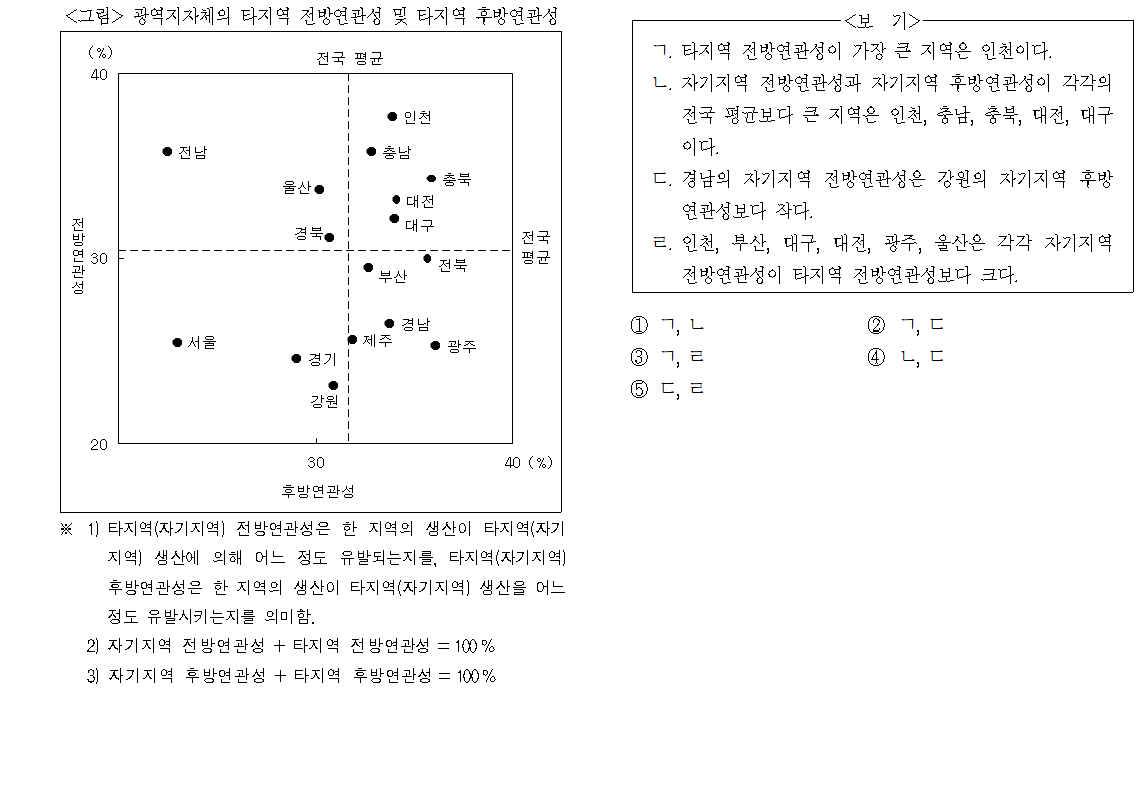 <그림> 광역지자체의 타지역 전방연관성 및 타지역 후방연관성
(%)
전국 평균
40
인천
전남
충남
충북
울산
대전
대구
경북
전방연관성
전국
평균
30
전북
부산
경남
제주
서울
광주
경기
강원
20
30
40 (%)
후방연관성
※ 1) 타지역(자기지역) 전방연관성은 한 지역의 생산이 타지역(자기
지역) 생산에 의해 어느 정도 유발되는지를, 타지역(자기지역)
후방연관성은 한 지역의 생산이 타지역(자기지역) 생산을 어느
정도 유발시키는지를 의미함.
2) 자기지역 전방연관성 + 타지역 전방연관성 = 100 %
3) 자기지역 후방연관성 + 타지역 후방연관성 = 100 %
<보 기>
ㄱ. 타지역 전방연관성이 가장 큰 지역은 인천이다.
ㄴ. 자기지역 전방연관성과 자기지역 후방연관성이 각각의
전국 평균보다 큰 지역은 인천, 충남, 충북, 대전, 대구
이다.
ㄷ. 경남의 자기지역 전방연관성은 강원의 자기지역 후방
연관성보다 작다.
ㄹ. 인천, 부산, 대구, 대전, 광주, 울산은 각각 자기지역
전방연관성이 타지역 전방연관성보다 크다.
① ㄱ, ㄴ
② ㄱ, ㄷ
③ ㄱ, ㄹ
④ ㄴ, ㄷ
⑤ ㄷ, ㄹ